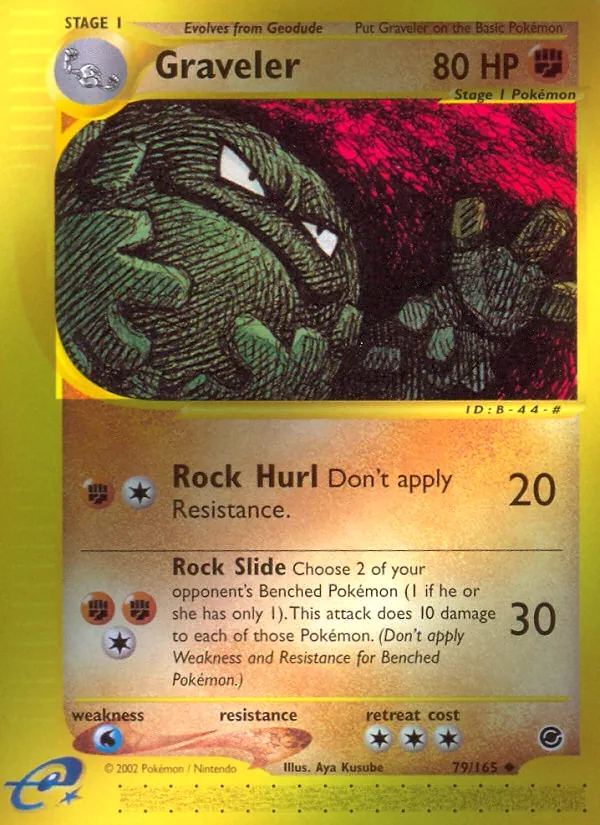 STAGE 1
Evolves from Geodude
Put Graveler on the Basic Pokémon
Graveler
80 HP
Stage 1 Pokémon
ID:B-44-#
Rock Hurl Don't apply
Resistance.
20
Rock Slide Choose 2 of your
opponent's Benched Pokémon (1 if he or
she has only 1). This attack does 10 damage
to each of those Pokémon. (Don't apply
Weakness and Resistance for Benched
Pokémon.)
30
weakness
resistance
retreat cost
© 2002 Pokémon / Nintendo
Illus. Aya Kusube
79/165
e